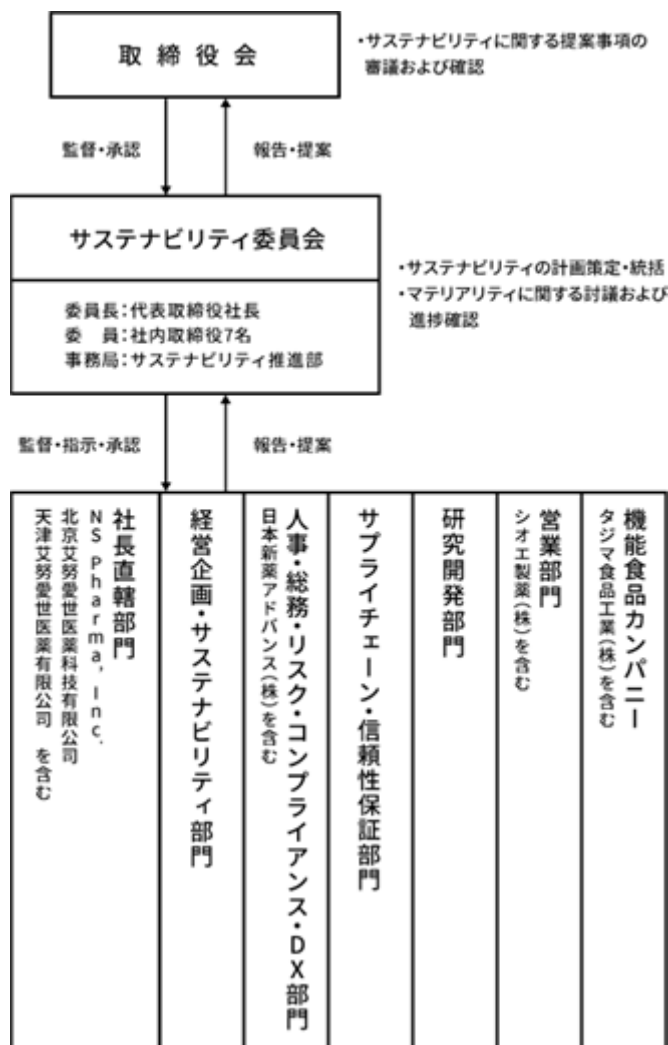 取締役会
・サステナビリティに関する提案事項の
審議および確認
監督・承認
報告・提案
サステナビリティ委員会
委員長：代表取締役社長
委　員：社内取締役7名
事務局：サステナビリティ推進部
・サステナビリティの計画策定・統括
・マテリアリティに関する討議および
進捗確認
監督・指示・承認
報告・提案
社長直轄部門
NS Pharma, Inc.
北京艾努愛世医薬科技有限公司
天津艾努愛世医薬有限公司　を含む
経営企画・サステナビリティ部門
人事・総務・リスク・コンプライアンス・DX部門
日本新薬アドバンス（株）を含む
サプライチェーン・信頼性保証部門
研究開発部門
営業部門
シオエ製薬（株）を含む
機能食品カンパニー
タジマ食品工業（株）を含む